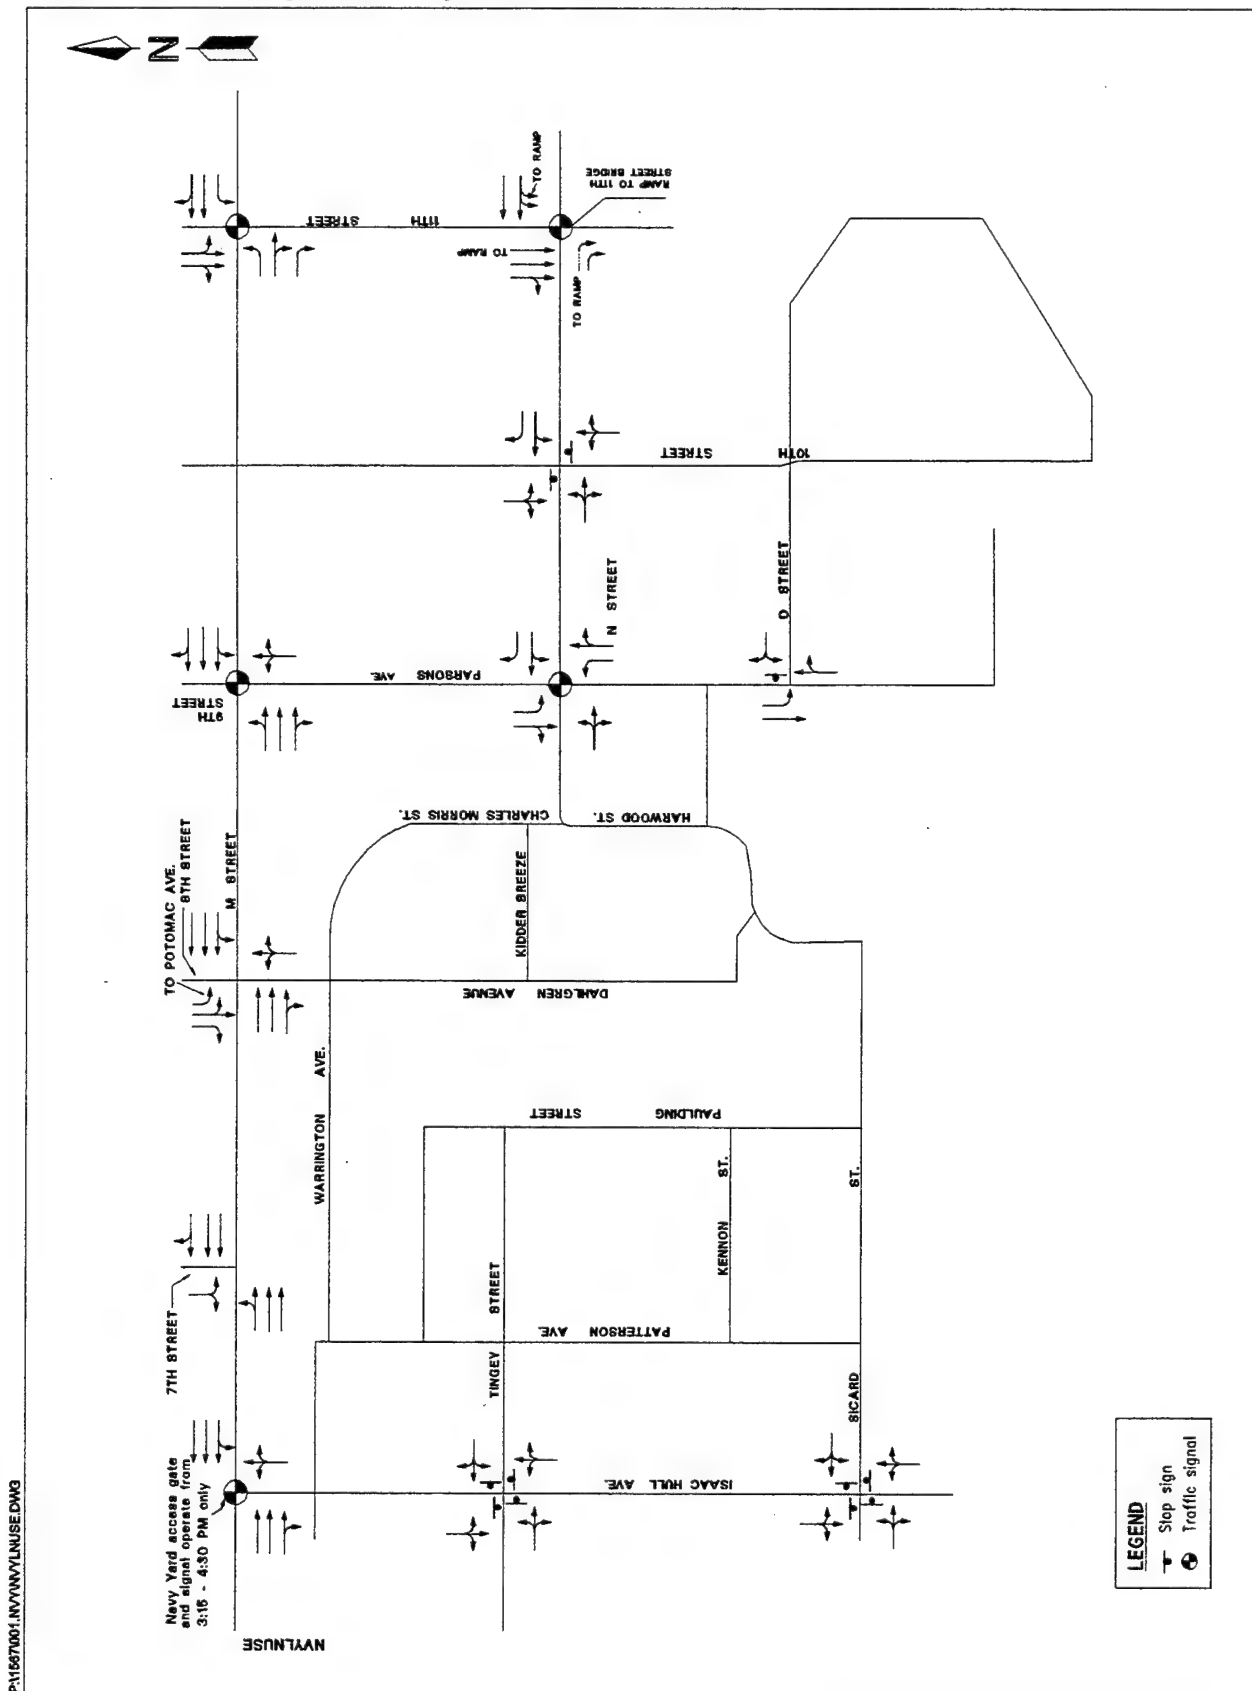 N
TO RAMP
RAMP TO 11TH
STREET BRIDGE
11TH STREET
TO RAMP
TO RAMP
10TH STREET
N STREET
O STREET
PARSONS AVE.
9TH
STREET
CHARLES MORRIS ST.
HARWOOD ST.
TO POTOMAC AVE.
8TH STREET
M STREET
KIDDER BREEZE
DAHLGREN AVENUE
WARRINGTON AVE.
PAULDING STREET
KENNON ST.
SICARD ST.
7TH STREET
TINGEY STREET
PATTERSON AVE.
ISAAC HULL AVE.
Navy Yard access gate
and signal operate from
3:15 - 4:30 PM only
NVYLNUSE
LEGEND
Stop sign
Traffic signal
P:\1567\001.NVY\NVYLNUSE.DWG